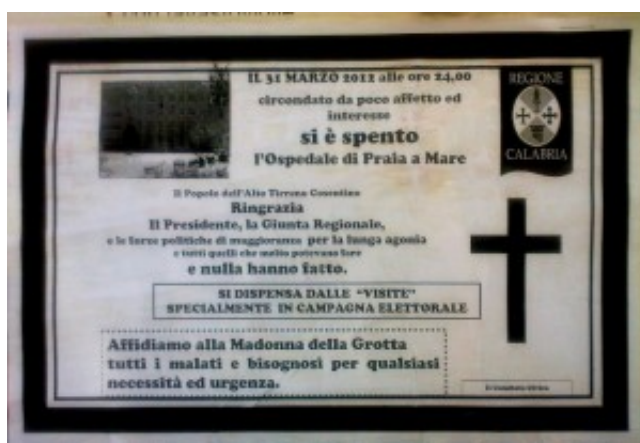 IL 31 MARZO 2012 alle ore 24,00
circondato da poco affetto ed
interesse
si è spento
l'Ospedale di Praia a Mare
REGIONE
CALABRIA
Il Popolo dell'Alto Tirreno Cosentino
Ringrazia
Il Presidente, la Giunta Regionale,
e le forze politiche di maggioranza per la lunga agonia
e tutti quelli che molto potevano fare
e nulla hanno fatto.
SI DISPENSA DALLE “VISITE”
SPECIALMENTE IN CAMPAGNA ELETTORALE
Affidiamo alla Madonna della Grotta
tutti i malati e bisognosi per qualsiasi
necessità ed urgenza.